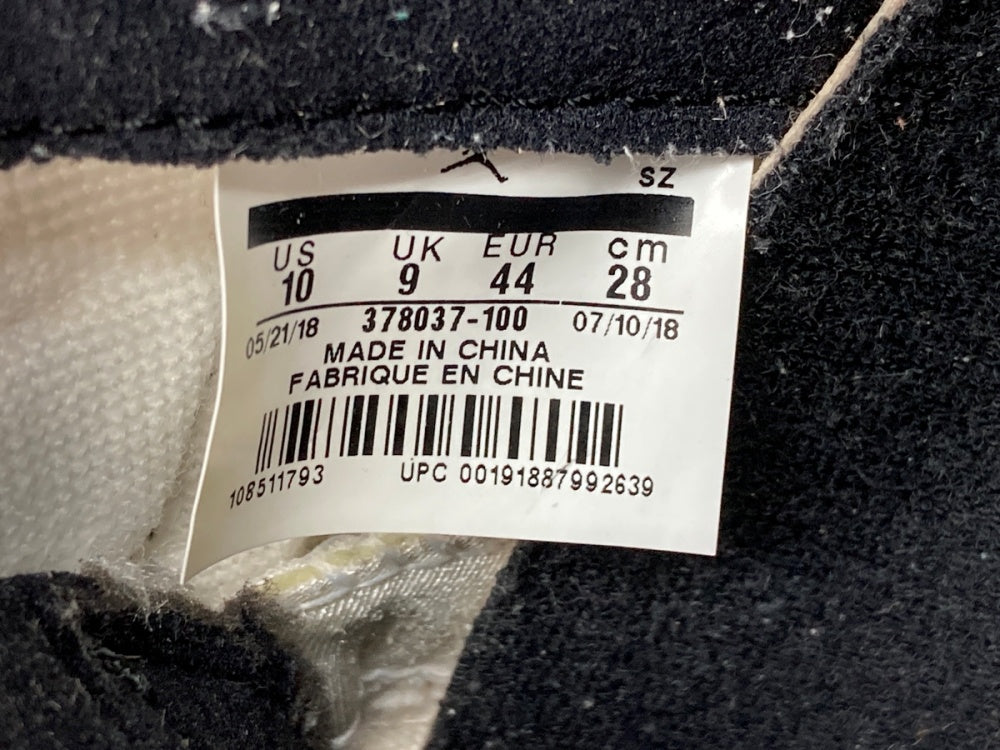 SZ
US UK EUR cm
10 9 44 28
05/21/18 378037-100 07/10/18
MADE IN CHINA
FABRIQUE EN CHINE
108511793 UPC 00191887992639